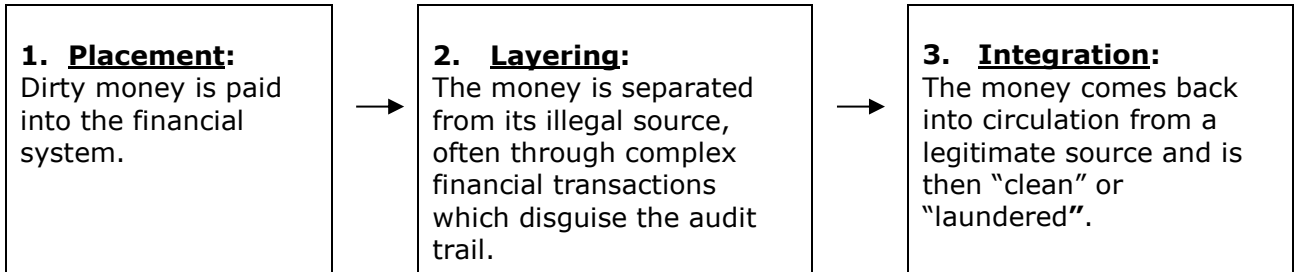 1. Placement:
Dirty money is paid
into the financial
system.
2. Layering:
The money is separated
from its illegal source,
often through complex
financial transactions
which disguise the audit
trail.
3. Integration:
The money comes back
into circulation from a
legitimate source and is
then “clean” or
“laundered”.